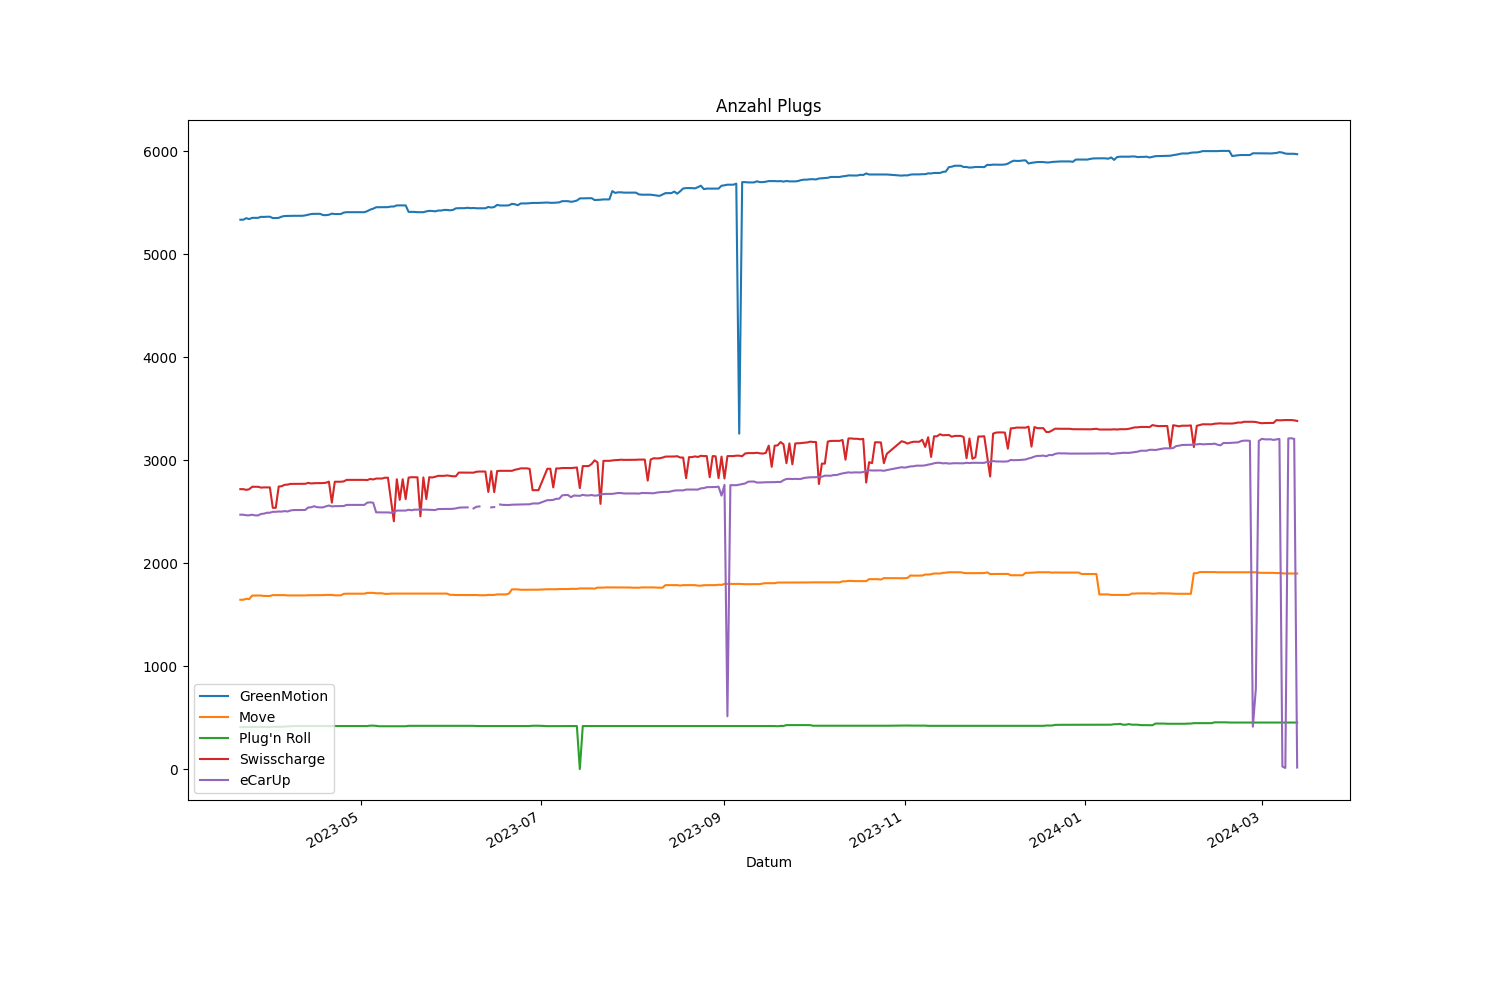 Anzahl Plugs
6000
5000
4000
3000
2000
1000
0
GreenMotion
Move
Plug'n Roll
Swisscharge
eCarUp
2023-05
2023-07
2023-09
2023-11
2024-01
2024-03
Datum